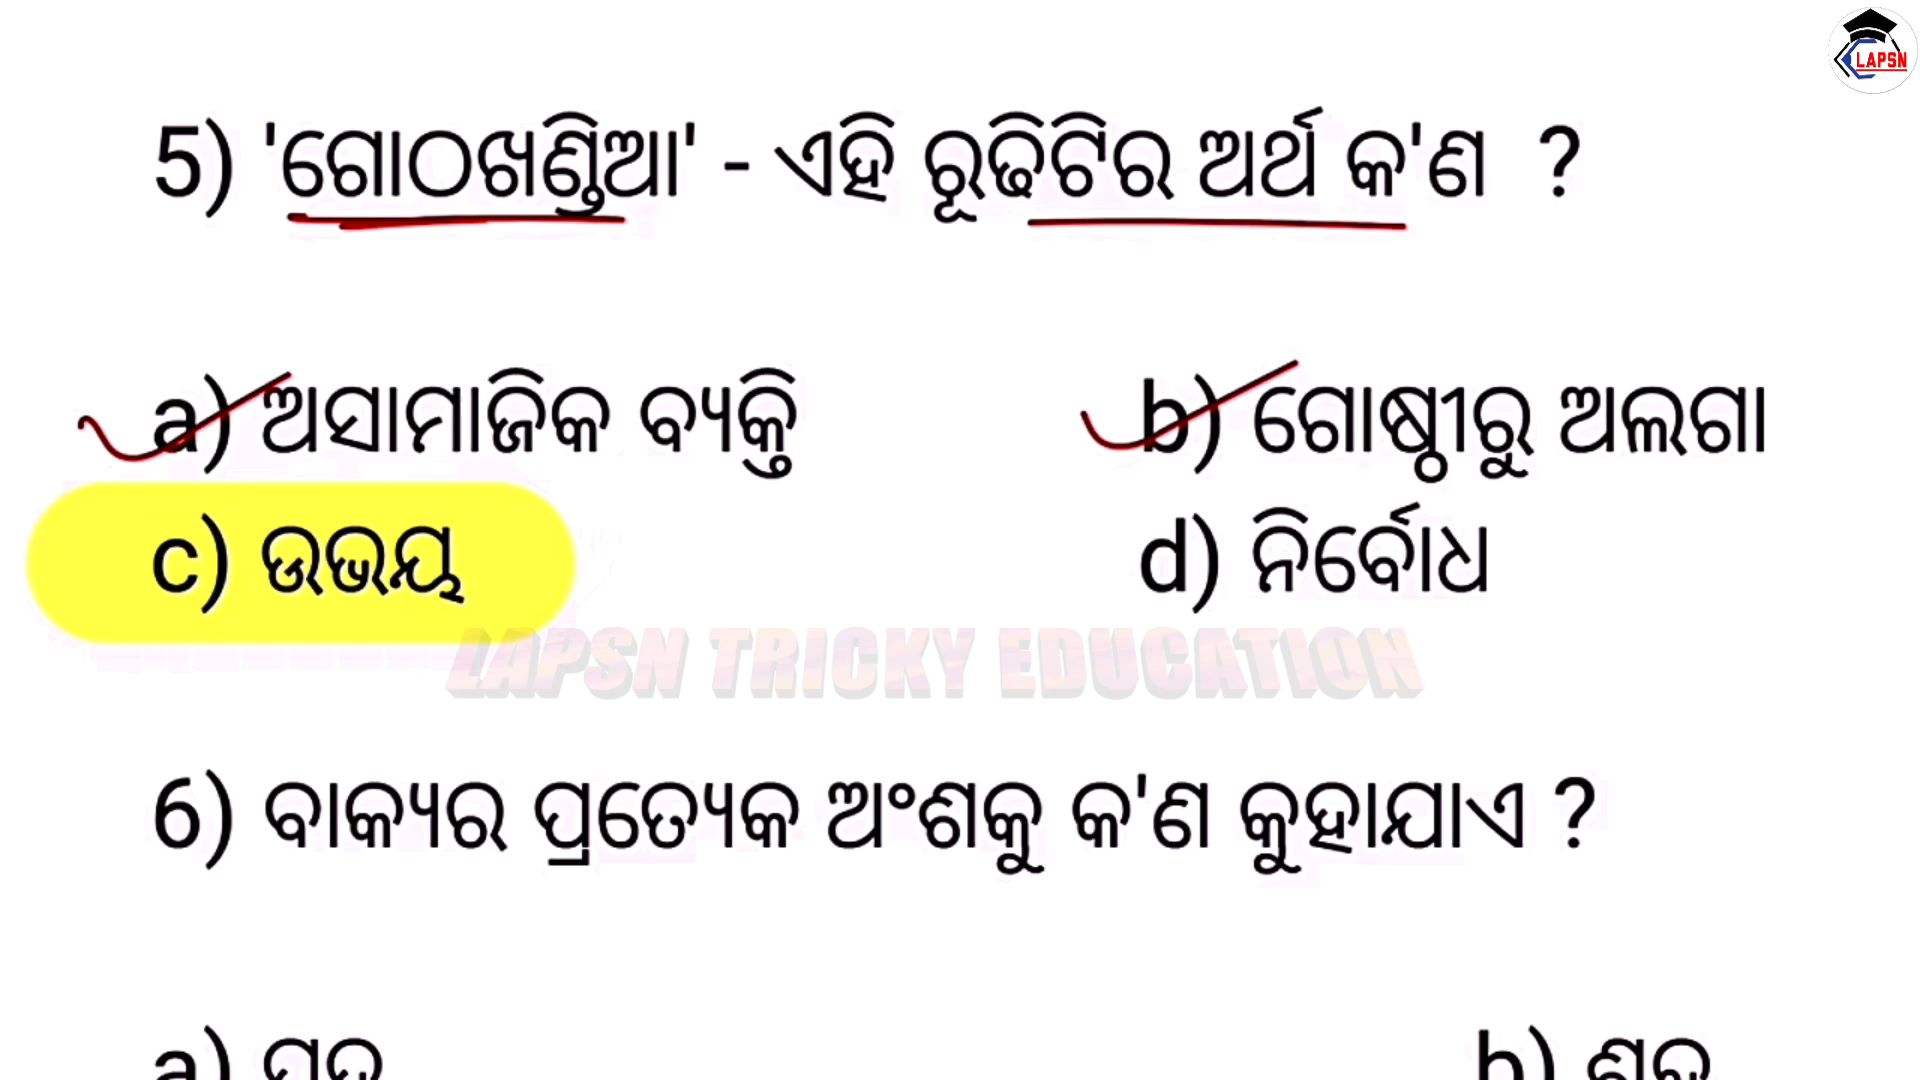 LAPSN
5) 'ଗୋଠଖଣ୍ଡିଆ' - ଏହି ରୂଢିଟିର ଅର୍ଥ କ'ଣ ?
a) ଅସାମାଜିକ ବ୍ୟକ୍ତି b) ଗୋଷ୍ଠୀରୁ ଅଲଗା
c) ଉଭୟ d) ନିର୍ବୋଧ
LAPSN TRICKY EDUCATION
6) ବାକ୍ୟର ପ୍ରତ୍ୟେକ ଅଂଶକୁ କ'ଣ କୁହାଯାଏ ?
a) b)